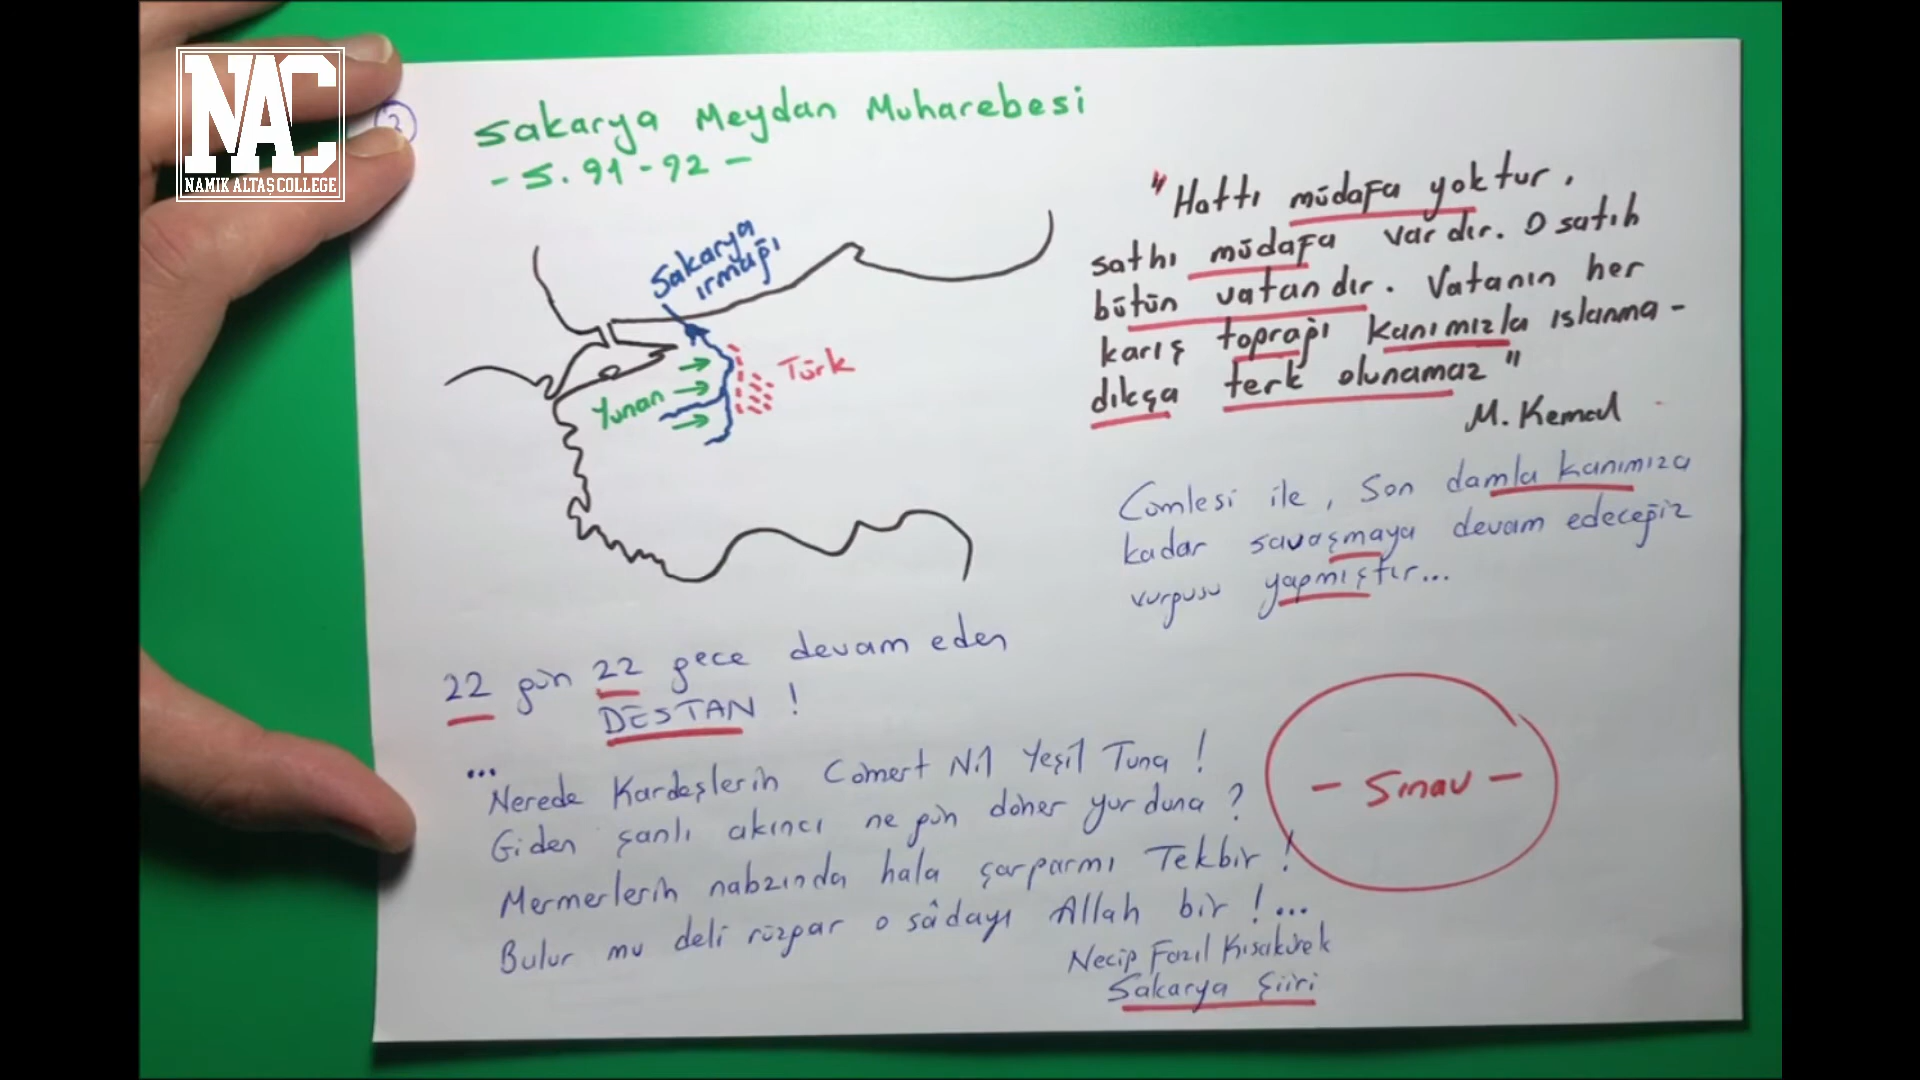 NAC
NAMIK ALTAŞ COLLEGE
2
Sakarya Meydan Muharebesi
- S. 91 - 92 -
Sakarya
ırmağı
Yunan
Türk
"Hattı müdafa yoktur.
sathı müdafa vardır. O satıh
bütün vatandır. Vatanın her
karış toprağı kanımızla ıslanma-
dıkça terk olunamaz"
M. Kemal
Cümlesi ile, Son damla kanımıza
kadar savaşmaya devam edeceğiz
vurgusu yapmıştır...
22 gün 22 gece devam eden
DESTAN !
...
Nerede Kardeşlerin Cömert Nil Yeşil Tuna !
Giden şanlı akıncı ne gün döner yurduna ?
Mermerlerin nabzında hala çarparmı Tekbir !
Bulur mu deli rüzgar o sâdayı Allah bir !...
Necip Fazıl Kısakürek
Sakarya Şiiri
- Sınav -